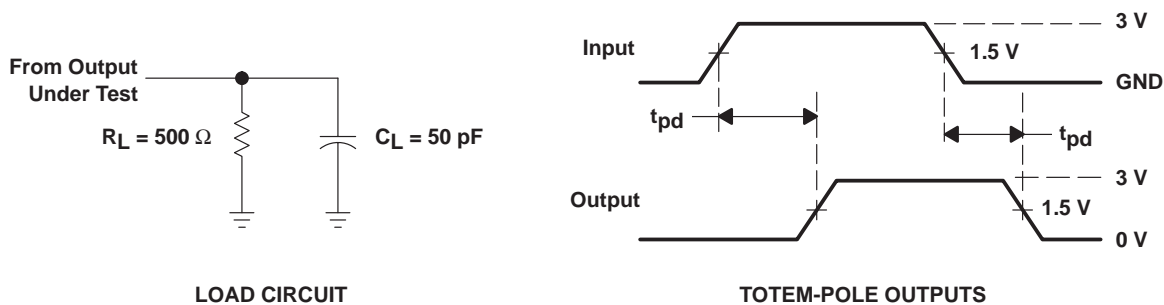 From Output
Under Test
RL = 500 Ω
CL = 50 pF
LOAD CIRCUIT
Input
3 V
1.5 V
GND
tpd
tpd
Output
3 V
1.5 V
0 V
TOTEM-POLE OUTPUTS